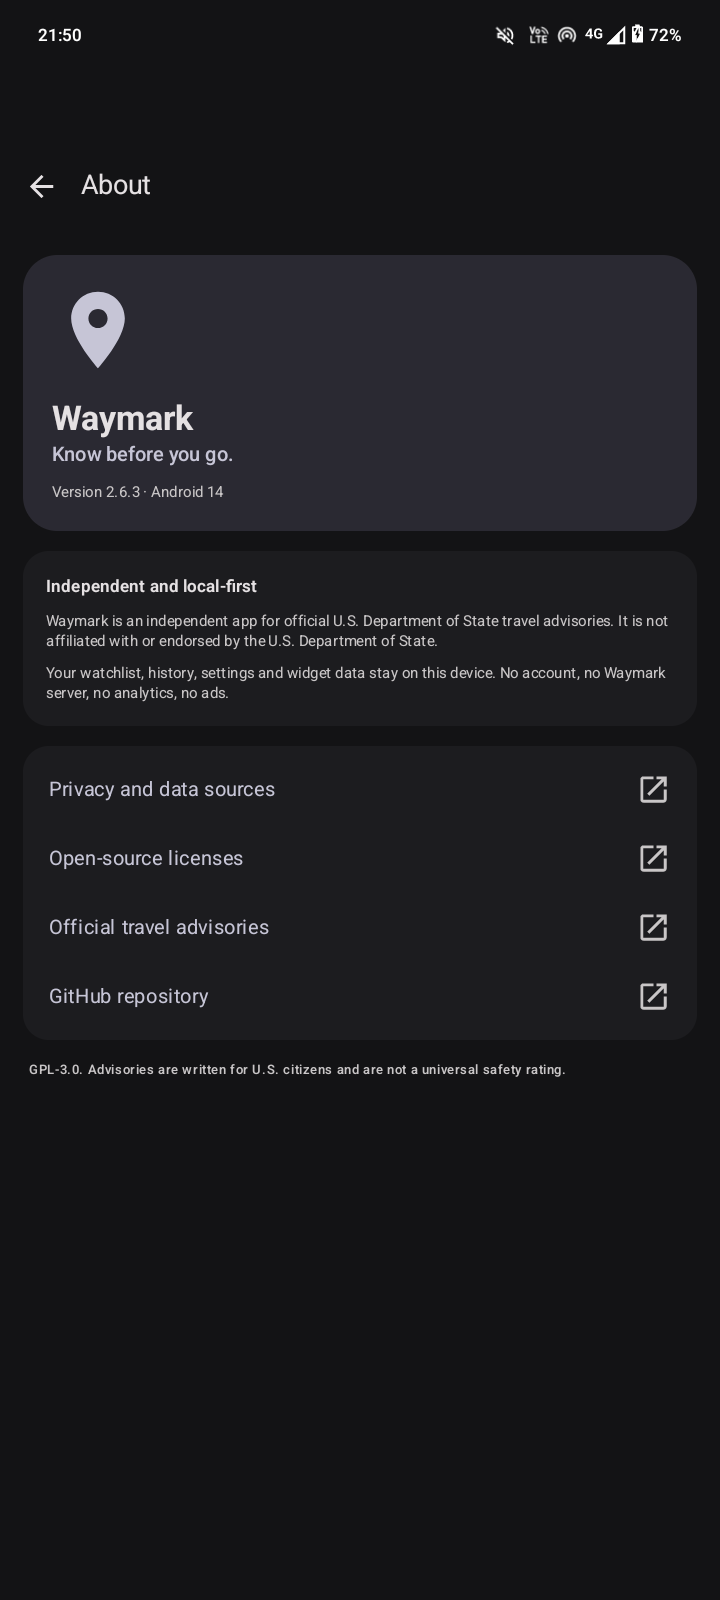 21:50
Vo LTE 4G 72%
About
Waymark
Know before you go.
Version 2.6.3 · Android 14
Independent and local-first
Waymark is an independent app for official U.S. Department of State travel advisories. It is not
affiliated with or endorsed by the U.S. Department of State.
Your watchlist, history, settings and widget data stay on this device. No account, no Waymark
server, no analytics, no ads.
Privacy and data sources
Open-source licenses
Official travel advisories
GitHub repository
GPL-3.0. Advisories are written for U.S. citizens and are not a universal safety rating.